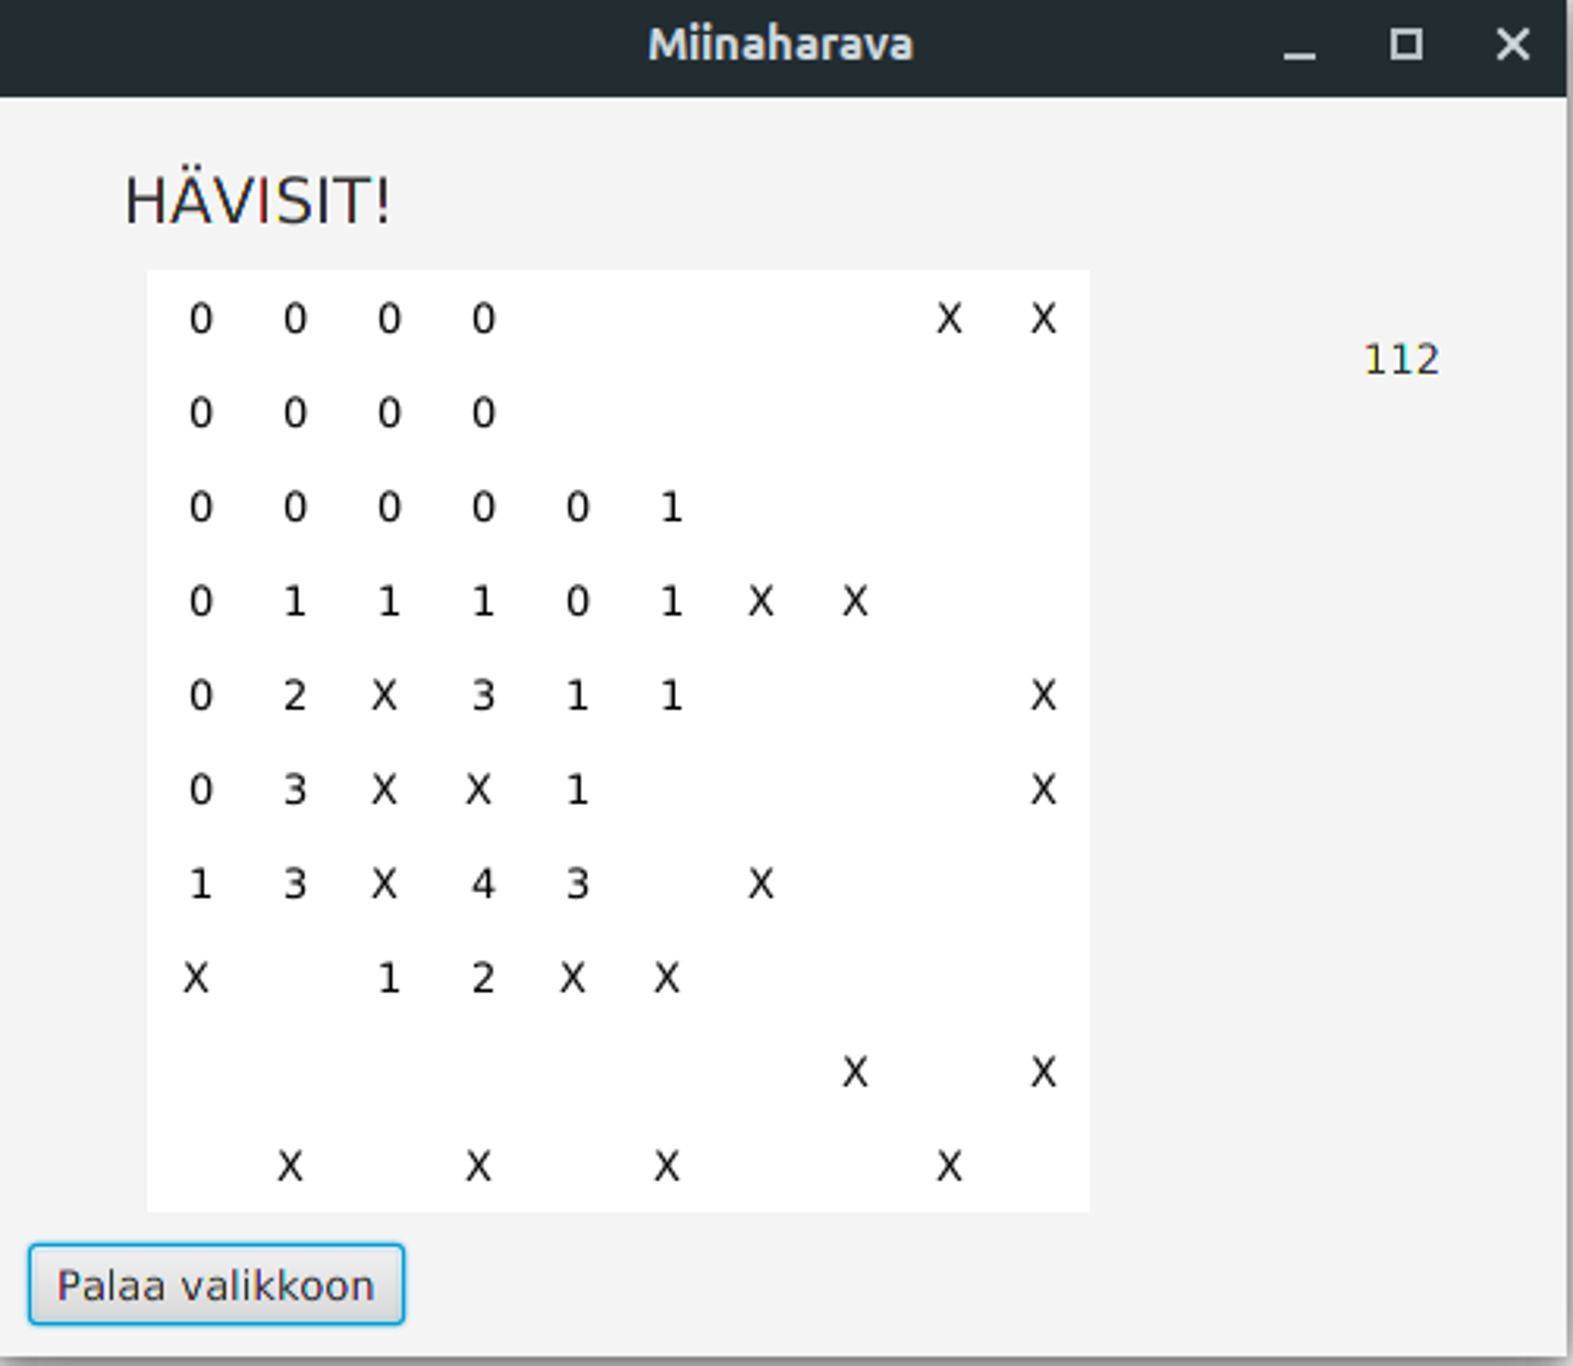 Miinaharava
HÄVISIT!
0 0 0 0 X X
112
0 0 0 0
0 0 0 0 0 1
0 1 1 1 0 1 X X
0 2 X 3 1 1 X
0 3 X X 1 X
1 3 X 4 3 X
X 1 2 X X
X X
X X X X
Palaa valikkoon